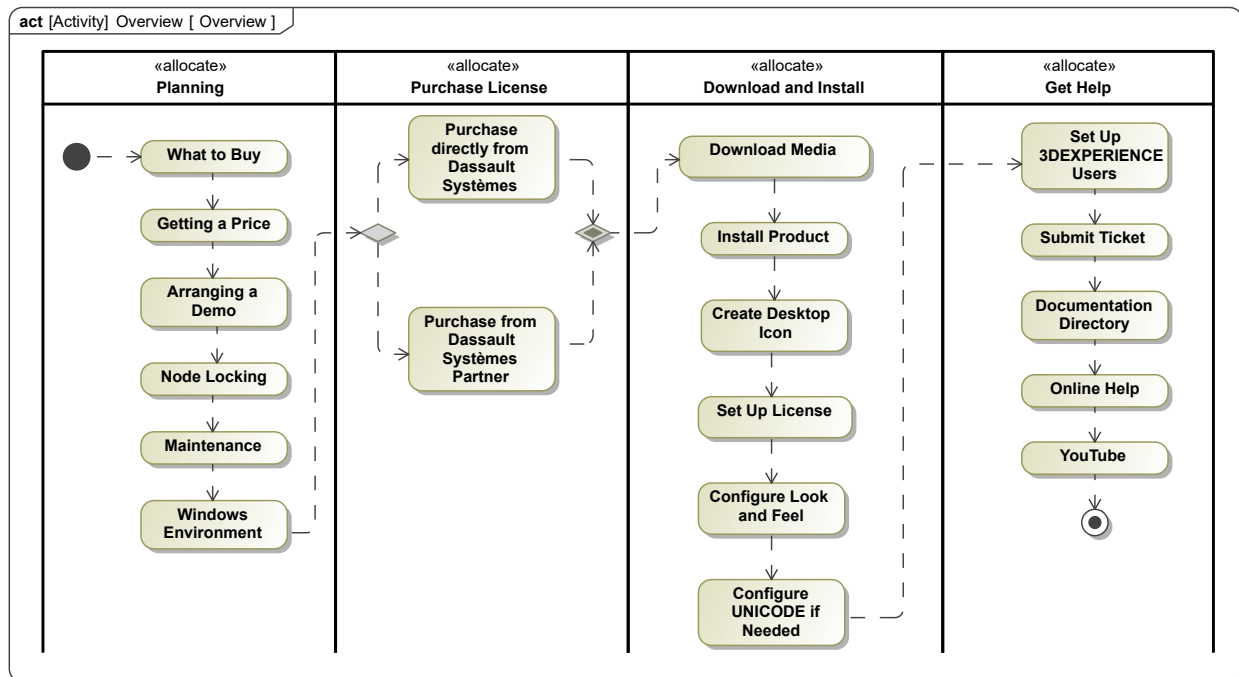 act [Activity] Overview [ Overview ]
«allocate»
Planning
What to Buy
Getting a Price
Arranging a
Demo
Node Locking
Maintenance
Windows
Environment
«allocate»
Purchase License
Purchase
directly from
Dassault
Systèmes
Purchase from
Dassault
Systèmes
Partner
«allocate»
Download and Install
Download Media
Install Product
Create Desktop
Icon
Set Up License
Configure Look
and Feel
Configure
UNICODE if
Needed
«allocate»
Get Help
Set Up
3DEXPERIENCE
Users
Submit Ticket
Documentation
Directory
Online Help
YouTube